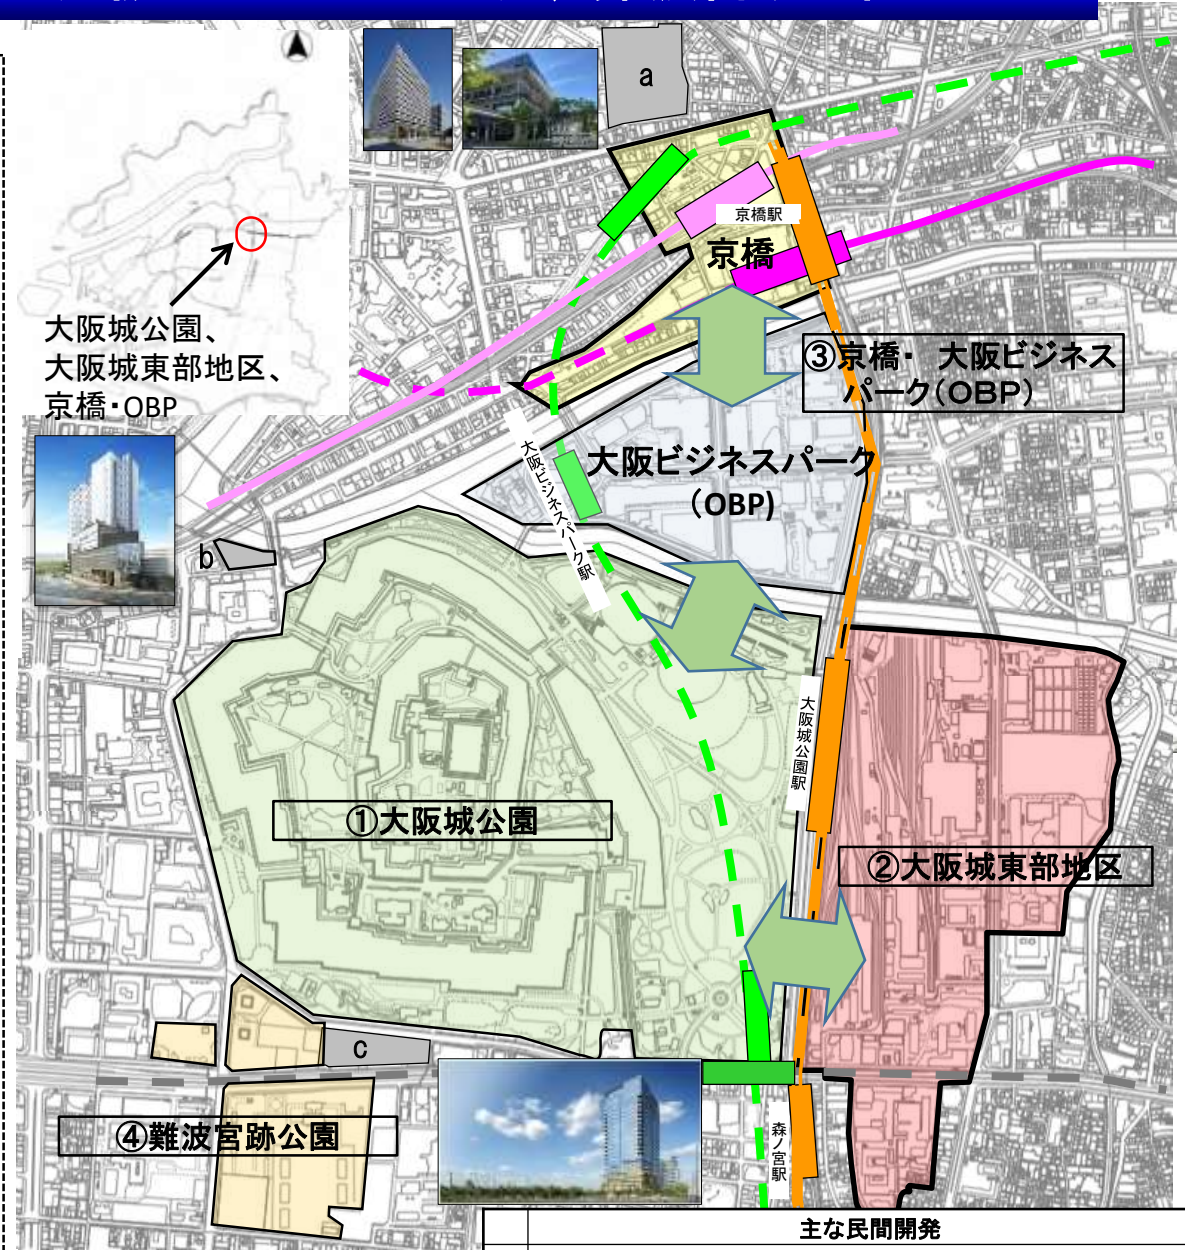 a
京橋駅
京橋
大阪城公園、
大阪城東部地区、
京橋・OBP
③京橋・ 大阪ビジネス
パーク(OBP)
大阪ビジネスパーク
(OBP)
大阪ビジネスパーク駅
b
大阪城公園駅
①大阪城公園
②大阪城東部地区
c
④難波宮跡公園
森ノ宮駅
主な民間開発